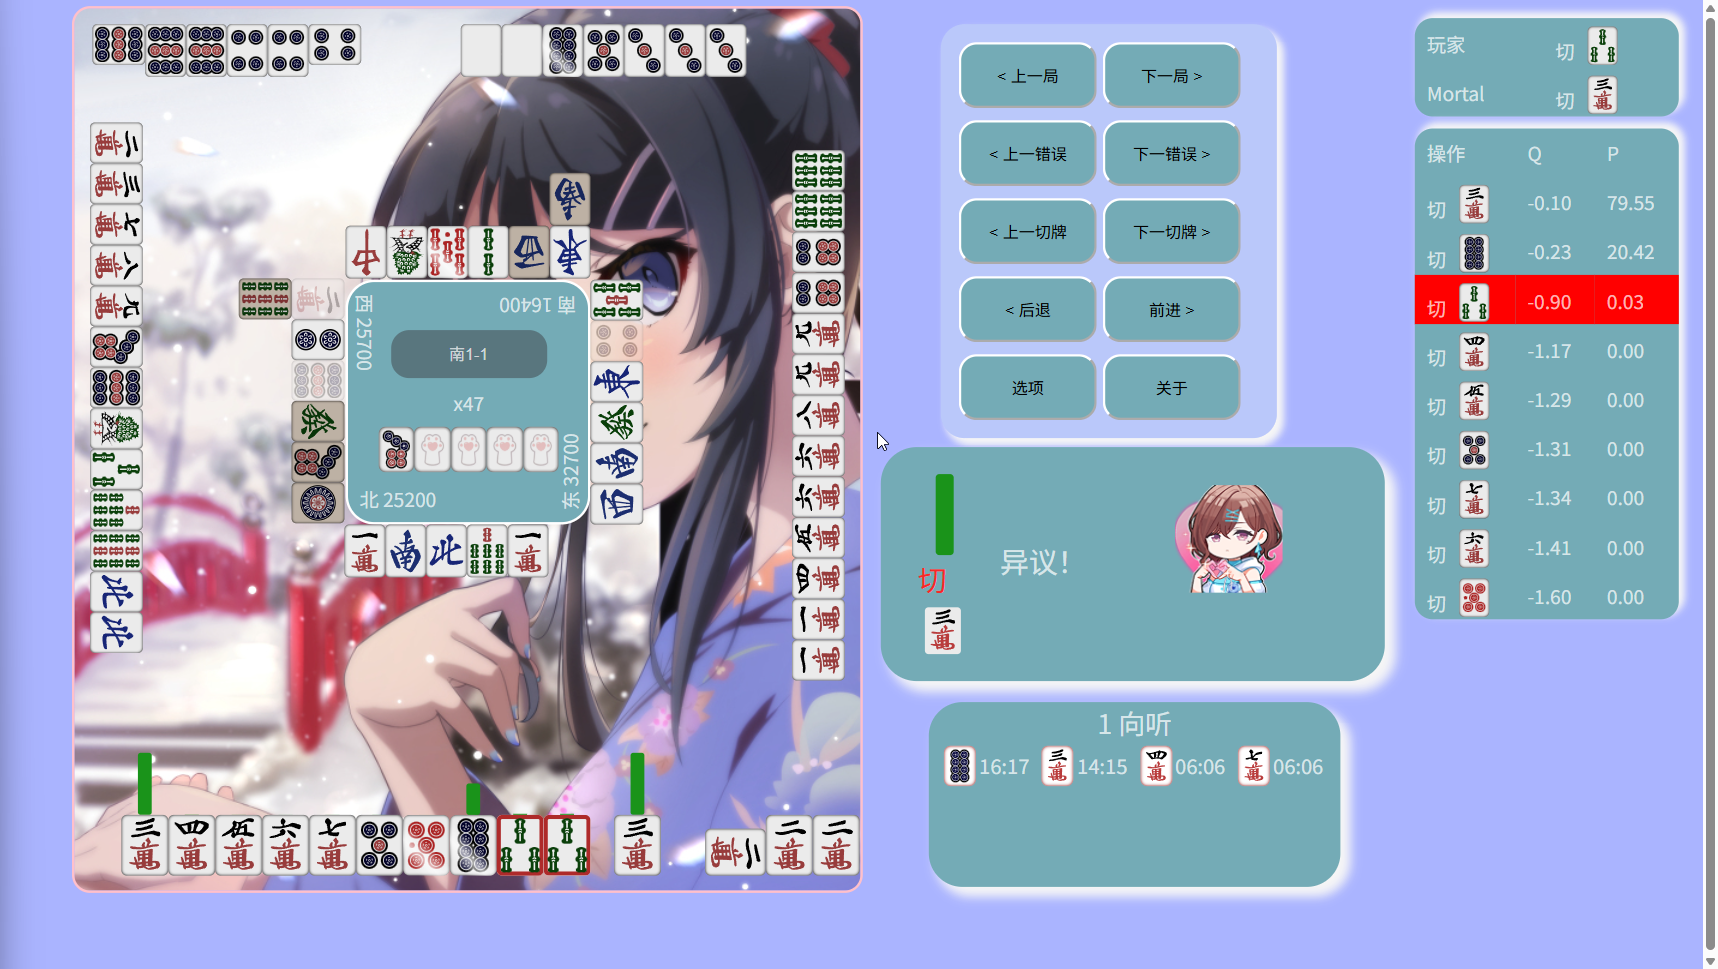 南1-1
x47
西 25700
南 16400
东 32700
北 25200
< 上一局
下一局 >
< 上一错误
下一错误 >
< 上一切牌
下一切牌 >
< 后退
前进 >
选项
关于
切
异议！
1 向听
16:17
14:15
06:06
06:06
玩家 切
Mortal 切
操作 Q P
切 -0.10 79.55
切 -0.23 20.42
切 -0.90 0.03
切 -1.17 0.00
切 -1.29 0.00
切 -1.31 0.00
切 -1.34 0.00
切 -1.41 0.00
切 -1.60 0.00